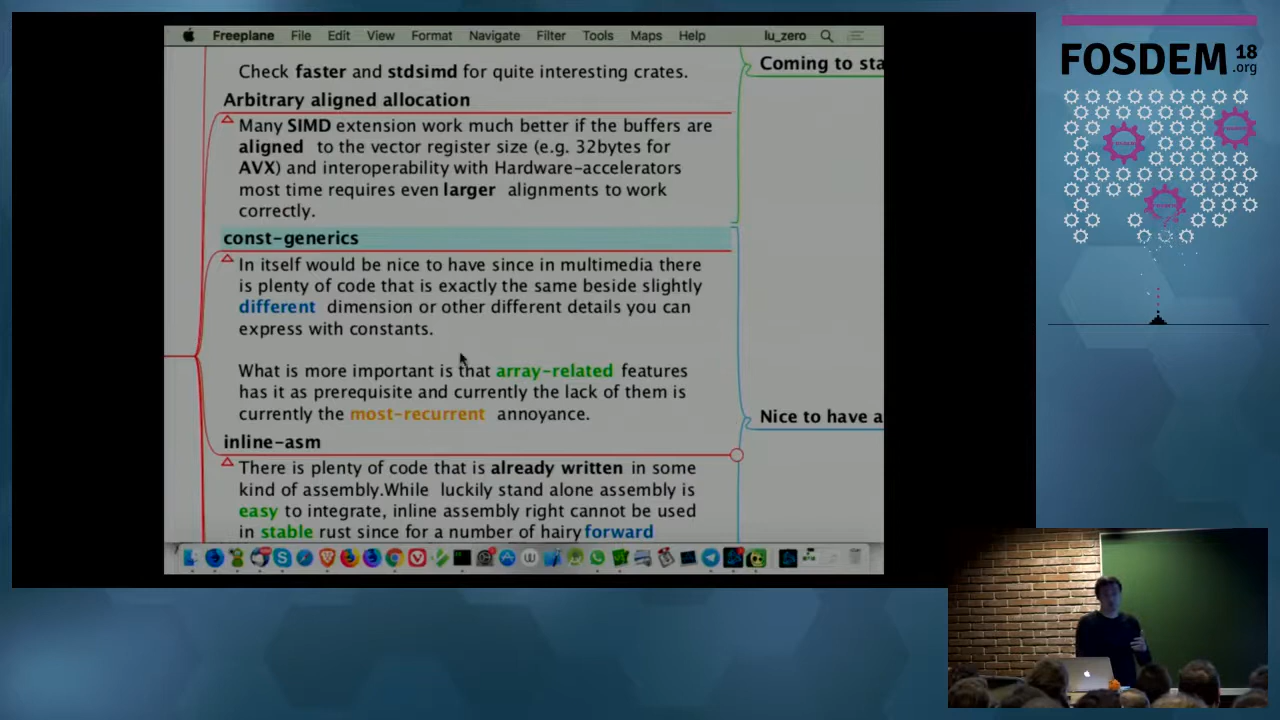 Freeplane File Edit View Format Navigate Filter Tools Maps Help lu_zero
Check faster and stdsimd for quite interesting crates.
Arbitrary aligned allocation
Many SIMD extension work much better if the buffers are
aligned to the vector register size (e.g. 32bytes for
AVX) and interoperability with Hardware-accelerators
most time requires even larger alignments to work
correctly.
const-generics
In itself would be nice to have since in multimedia there
is plenty of code that is exactly the same beside slightly
different dimension or other different details you can
express with constants.
What is more important is that array-related features
has it as prerequisite and currently the lack of them is
currently the most-recurrent annoyance.
inline-asm
There is plenty of code that is already written in some
kind of assembly.While luckily stand alone assembly is
easy to integrate, inline assembly right cannot be used
in stable rust since for a number of hairy forward
Coming to sta
Nice to have a
FOSDEM 18
.org